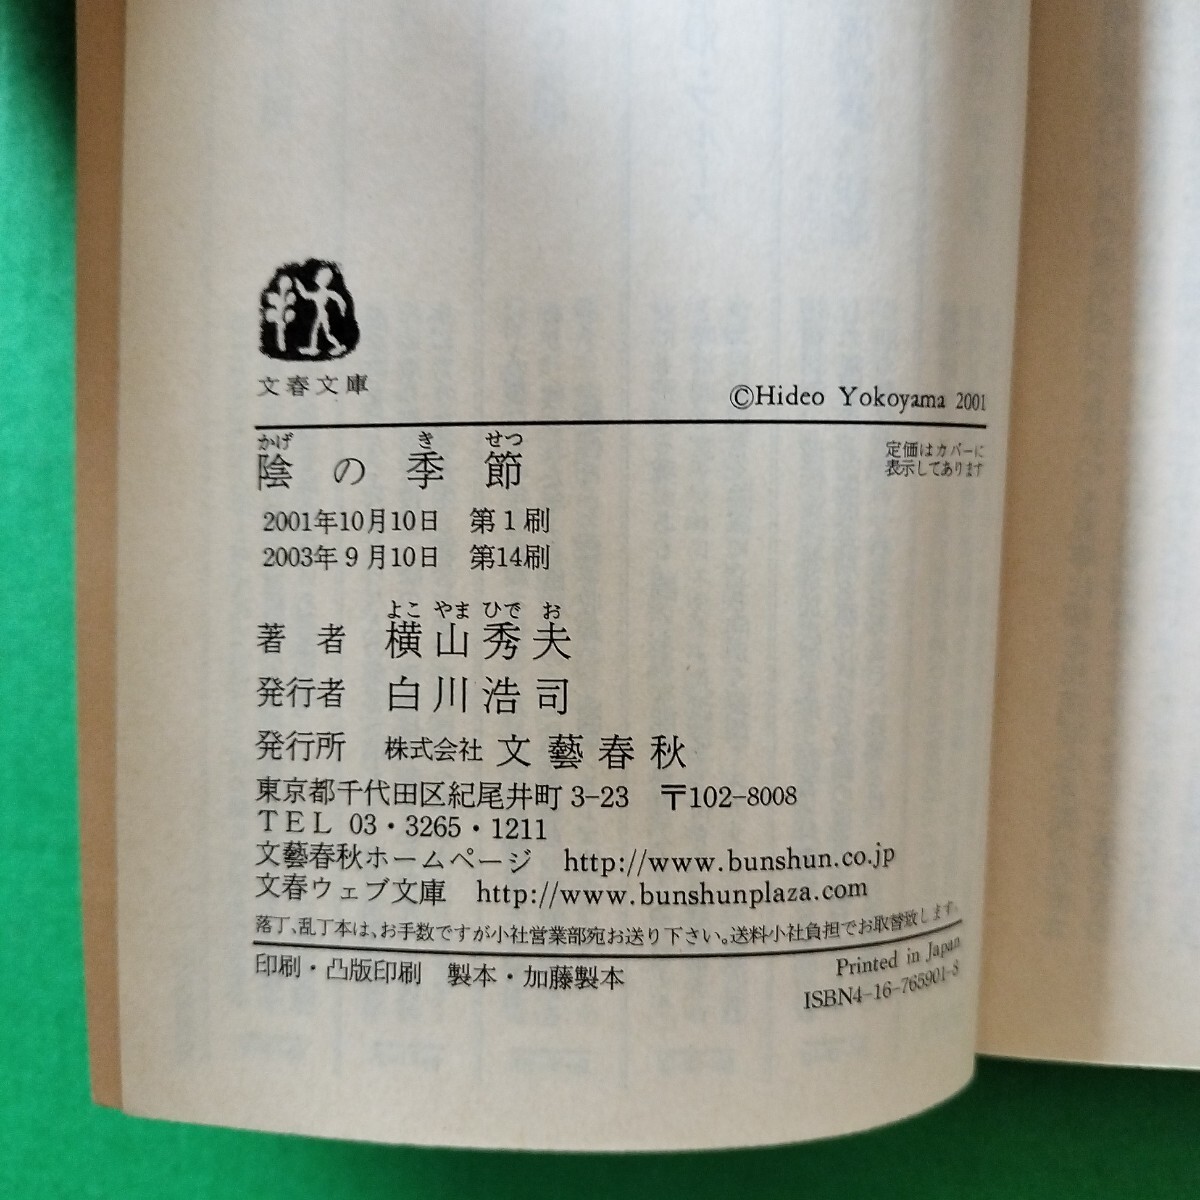 文春文庫
©Hideo Yokoyama 2001
かげ き せつ
陰の季節
定価はカバーに
表示してあります
2001年10月10日 第1刷
2003年9月10日 第14刷
よこ やま ひで お
著者 横山秀夫
発行者 白川浩司
発行所 株式会社 文藝春秋
東京都千代田区紀尾井町3-23 〒102-8008
TEL 03・3265・1211
文藝春秋ホームページ http://www.bunshun.co.jp
文春ウェブ文庫 http://www.bunshunplaza.com
落丁、乱丁本は、お手数ですが小社営業部宛お送り下さい。送料小社負担でお取替致します。
印刷・凸版印刷 製本・加藤製本
Printed in Japan
ISBN4-16-765901-8